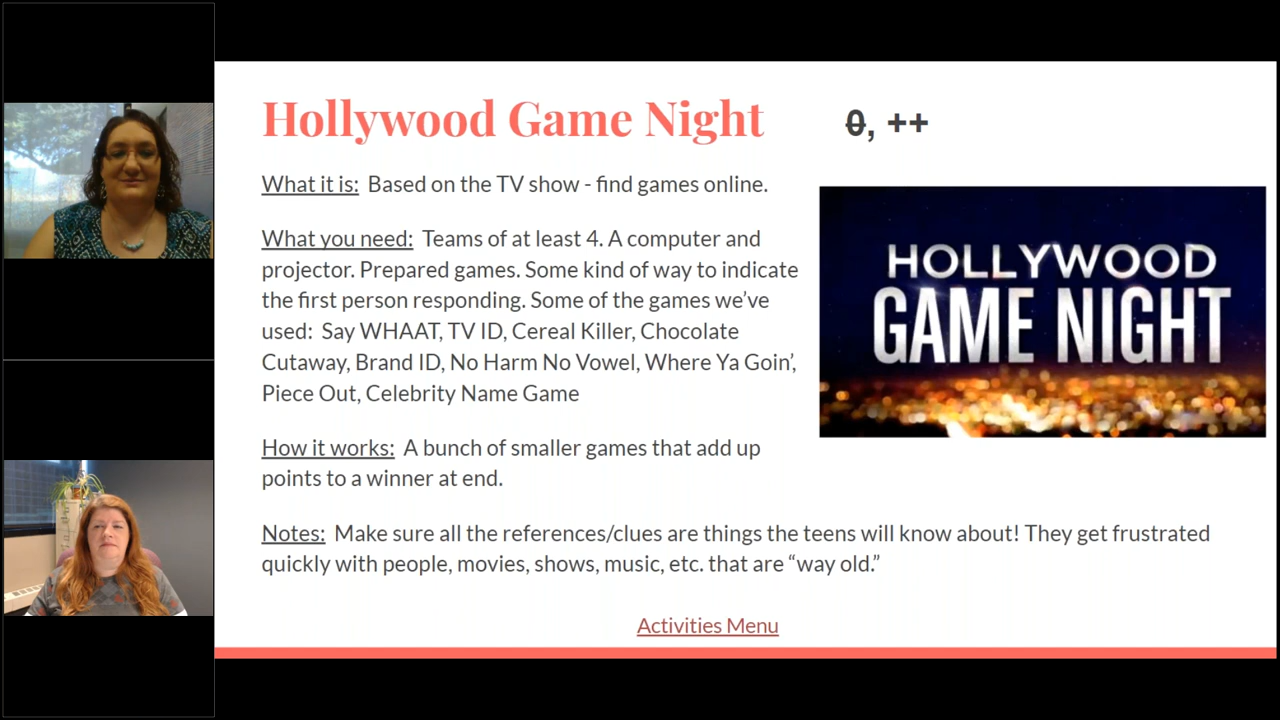 Hollywood Game Night
0, ++
What it is: Based on the TV show - find games online.
What you need: Teams of at least 4. A computer and
projector. Prepared games. Some kind of way to indicate
the first person responding. Some of the games we’ve
used: Say WHAAT, TV ID, Cereal Killer, Chocolate
Cutaway, Brand ID, No Harm No Vowel, Where Ya Goin’,
Piece Out, Celebrity Name Game
HOLLYWOOD
GAME NIGHT
How it works: A bunch of smaller games that add up
points to a winner at end.
Notes: Make sure all the references/clues are things the teens will know about! They get frustrated
quickly with people, movies, shows, music, etc. that are “way old.”
Activities Menu